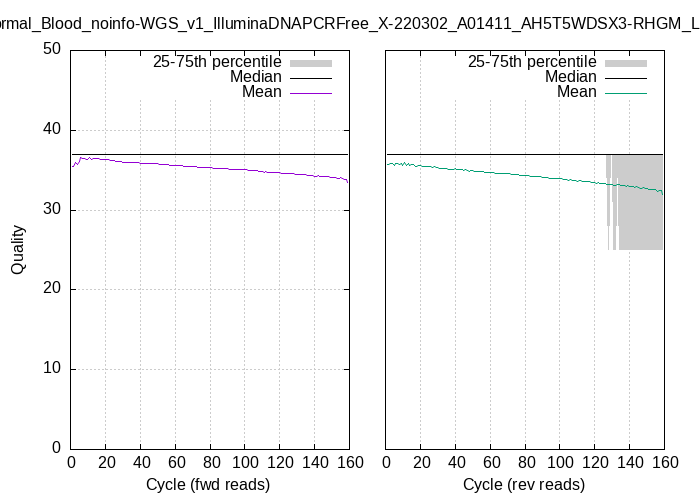 ormal_Blood_noinfo-WGS_v1_IlluminaDNAPCRFree_X-220302_A01411_AH5T5WDSX3-RHGM_L
25-75th percentile
Median
Mean
25-75th percentile
Median
Mean
Quality
50
40
30
20
10
0
0 20 40 60 80 100 120 140 160
0 20 40 60 80 100 120 140 160
Cycle (fwd reads)
Cycle (rev reads)